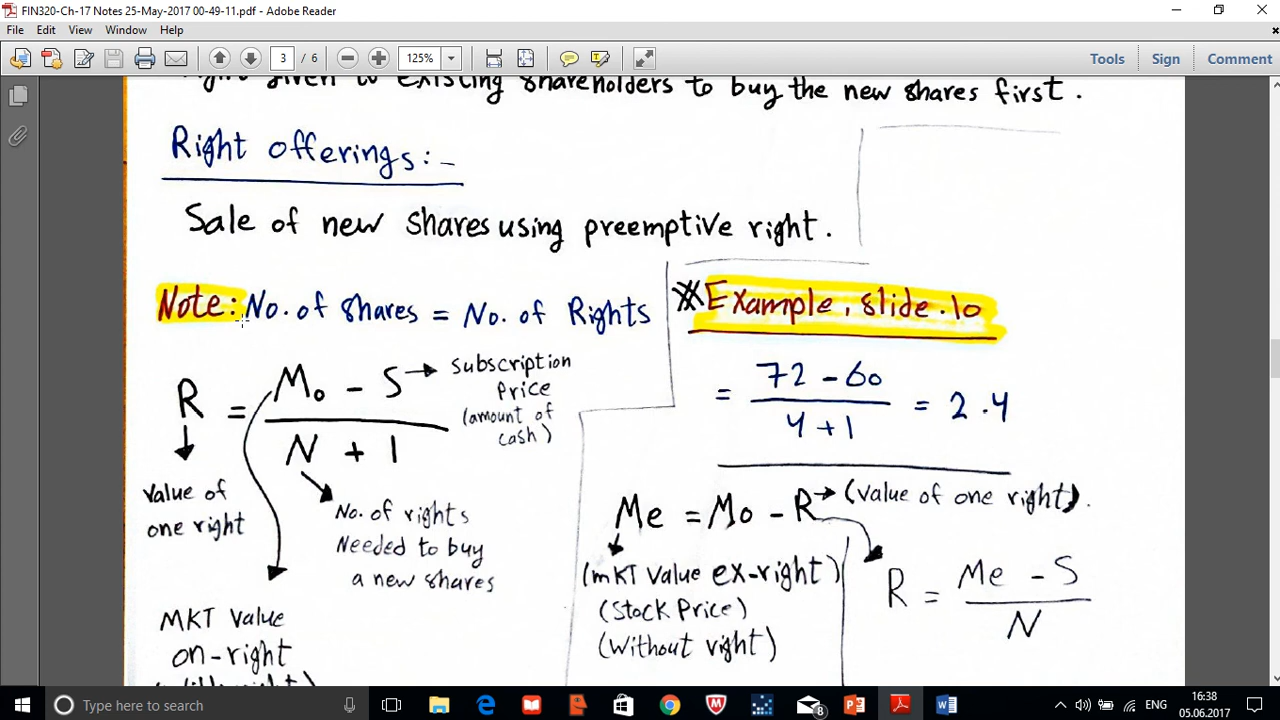 FIN320-Ch-17 Notes 25-May-2017 00-49-11.pdf - Adobe Reader
File Edit View Window Help
3 / 6 125% Tools Sign Comment
given to existing shareholders to buy the new shares first.
Right offerings:-
Sale of new shares using preemptive right.
Note: No. of shares = No. of Rights
R = (Mo - S) / (N + 1)
subscription
Price
(amount of
cash)
Value of
one right
No. of rights
Needed to buy
a new shares
MKT Value
on-right
*Example, slide.10
= (72 - 60) / (4 + 1) = 2.4
Me = Mo - R → (value of one right).
(mKT Value ex-right)
(Stock Price)
(Without right)
R = (Me - S) / N
Type here to search
8
ENG
16:38
05.06.2017